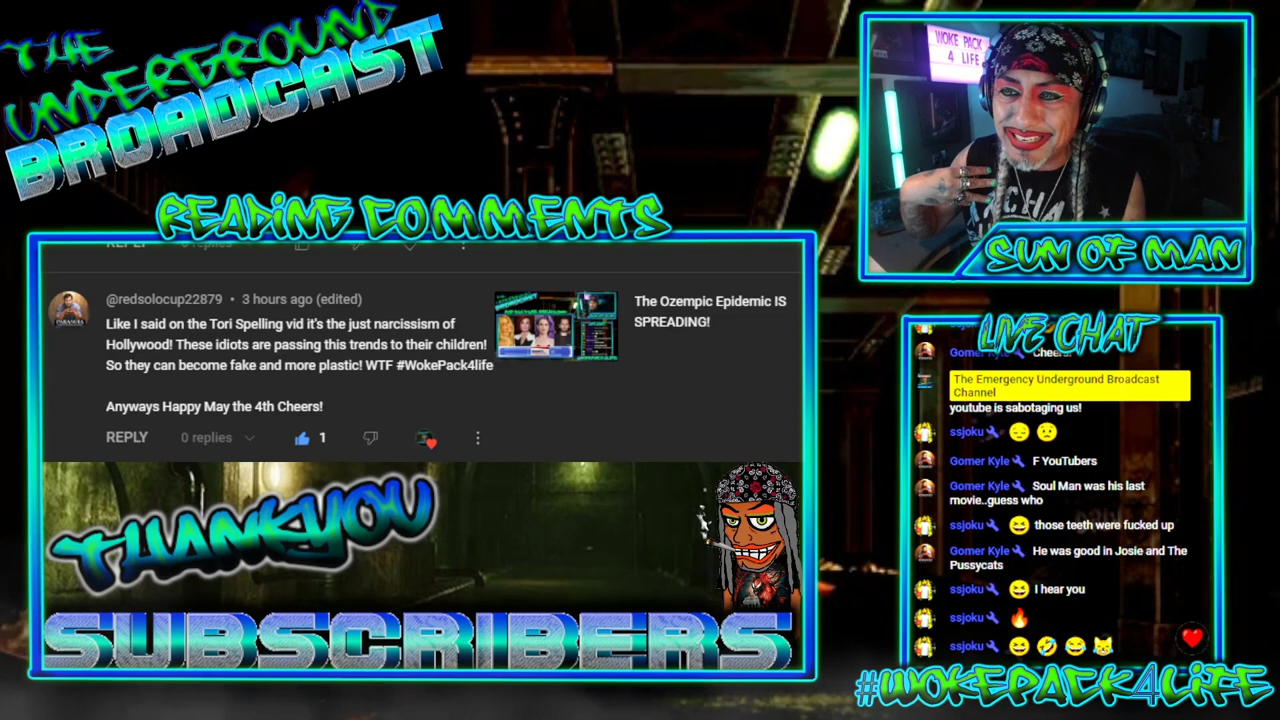 THE
UNDERGROUND
BROADCAST
READING COMMENTS
REPLY
@redsolocup22879 • 3 hours ago (edited)
Like I said on the Tori Spelling vid it's the just narcissism of
Hollywood! These idiots are passing this trends to their children!
So they can become fake and more plastic! WTF #WokePack4life
Anyways Happy May the 4th Cheers!
REPLY 0 replies 1
The Ozempic Epidemic IS
SPREADING!
THANKYOU
SUBSCRIBERS
WOKE PACK
4 LIFE
SUN OF MAN
LIVE CHAT
Gomer Kyle Cheers!
The Emergency Underground Broadcast
Channel
youtube is sabotaging us!
ssjoku 😔 😟
Gomer Kyle F YouTubers
Gomer Kyle Soul Man was his last
movie..guess who
ssjoku 😆 those teeth were fucked up
Gomer Kyle He was good in Josie and The
Pussycats
ssjoku 😆 I hear you
ssjoku 🔥
ssjoku 😆 🤣 😂 😹
#WOKEPACK4LIFE